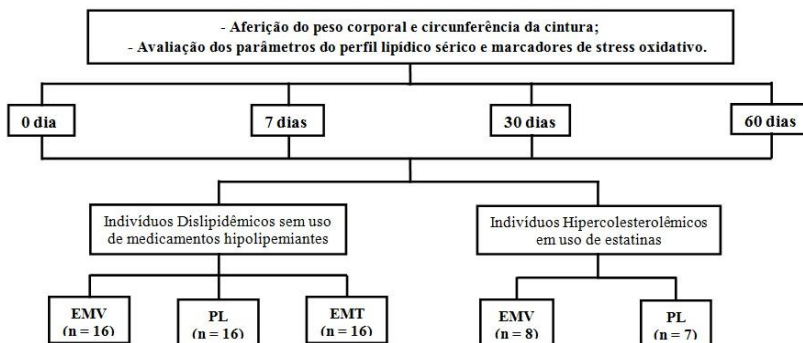 - Aferição do peso corporal e circunferência da cintura;
- Avaliação dos parâmetros do perfil lipídico sérico e marcadores de stress oxidativo.
0 dia
7 dias
30 dias
60 dias
Indivíduos Dislipidêmicos sem uso
de medicamentos hipolipemiantes
Indivíduos Hipercolesterolêmicos
em uso de estatinas
EMV
(n = 16)
PL
(n = 16)
EMT
(n = 16)
EMV
(n = 8)
PL
(n = 7)